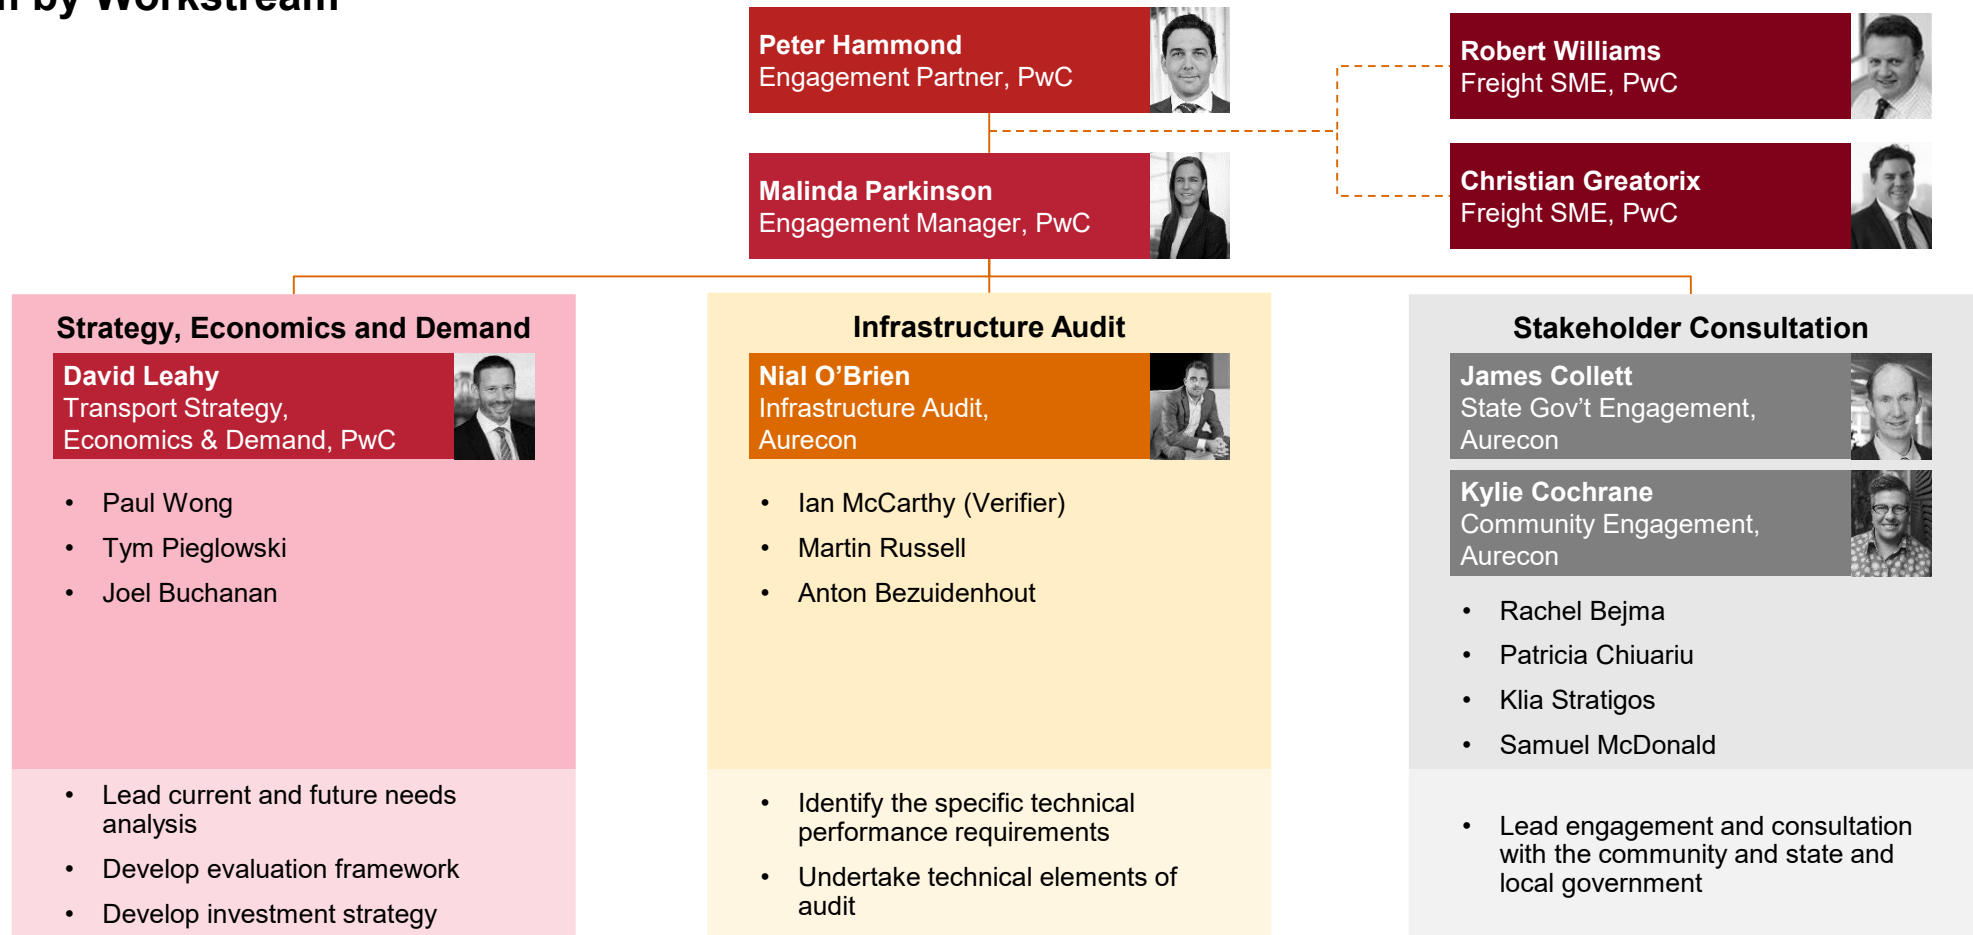 by Workstream
Peter Hammond
Engagement Partner, PwC
Robert Williams
Freight SME, PwC
Malinda Parkinson
Engagement Manager, PwC
Christian Greatorix
Freight SME, PwC
Strategy, Economics and Demand
David Leahy
Transport Strategy,
Economics & Demand, PwC
• Paul Wong
• Tym Pieglowski
• Joel Buchanan
• Lead current and future needs
analysis
• Develop evaluation framework
• Develop investment strategy
Infrastructure Audit
Nial O’Brien
Infrastructure Audit,
Aurecon
• Ian McCarthy (Verifier)
• Martin Russell
• Anton Bezuidenhout
• Identify the specific technical
performance requirements
• Undertake technical elements of
audit
Stakeholder Consultation
James Collett
State Gov’t Engagement,
Aurecon
Kylie Cochrane
Community Engagement,
Aurecon
• Rachel Bejma
• Patricia Chiuariu
• Klia Stratigos
• Samuel McDonald
• Lead engagement and consultation
with the community and state and
local government